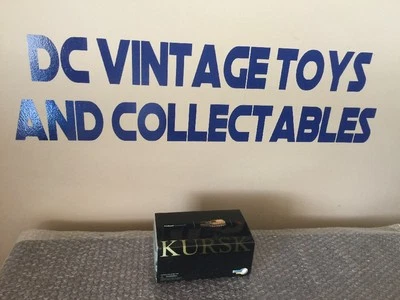 DC VINTAGE TOYS
AND COLLECTABLES
KURSK